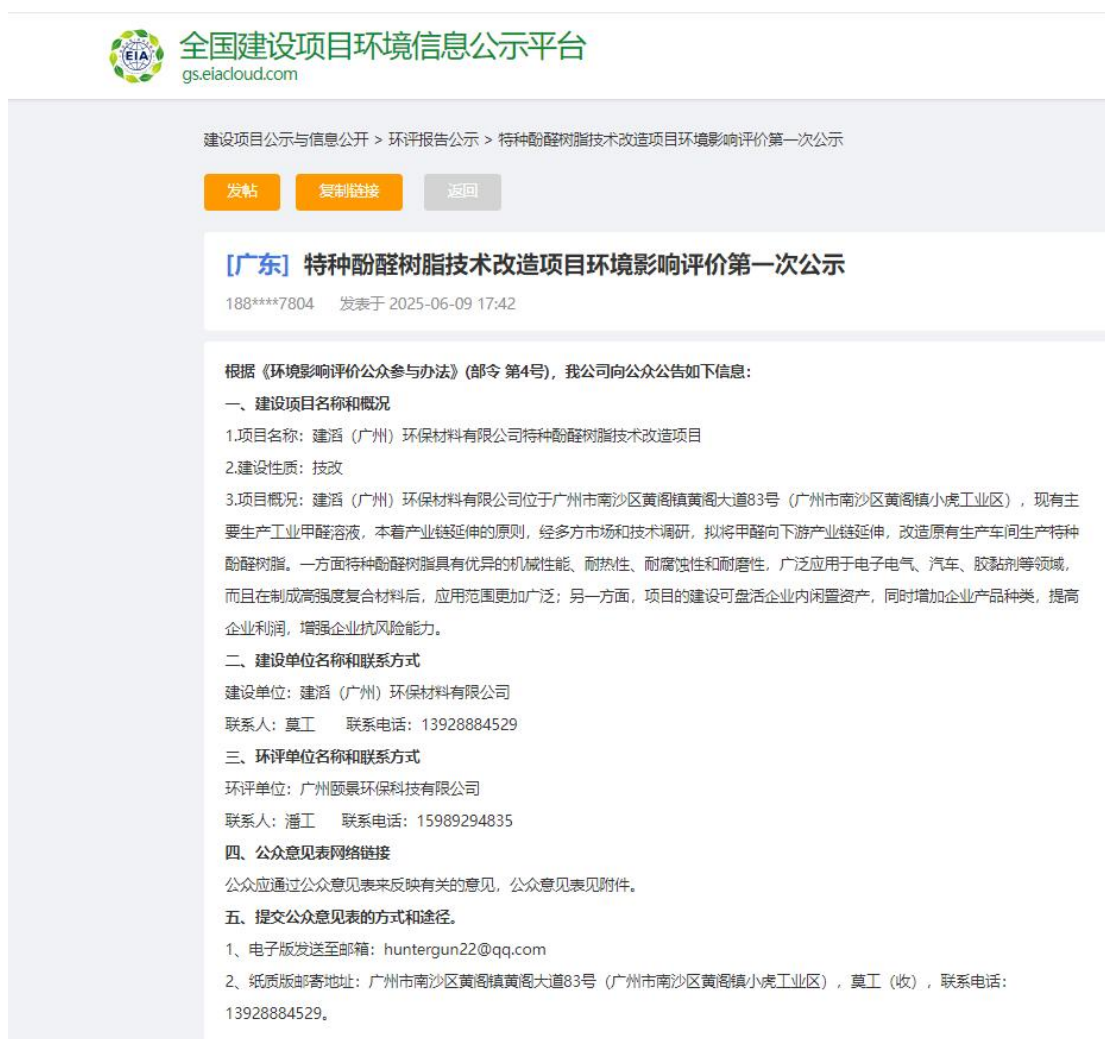 EIA
全国建设项目环境信息公示平台
gs.eiacloud.com
建设项目公示与信息公开 > 环评报告公示 > 特种酚醛树脂技术改造项目环境影响评价第一次公示
发帖 复制链接 返回
[广东] 特种酚醛树脂技术改造项目环境影响评价第一次公示
188****7804 发表于 2025-06-09 17:42
根据《环境影响评价公众参与办法》(部令 第4号)，我公司向公众公告如下信息：
一、建设项目名称和概况
1.项目名称：建滔（广州）环保材料有限公司特种酚醛树脂技术改造项目
2.建设性质：技改
3.项目概况：建滔（广州）环保材料有限公司位于广州市南沙区黄阁镇黄阁大道83号（广州市南沙区黄阁镇小虎工业区），现有主
要生产工业甲醛溶液，本着产业链延伸的原则，经多方市场和技术调研，拟将甲醛向下游产业链延伸，改造原有生产车间生产特种
酚醛树脂。一方面特种酚醛树脂具有优异的机械性能、耐热性、耐腐蚀性和耐磨性，广泛应用于电子电气、汽车、胶黏剂等领域，
而且在制成高强度复合材料后，应用范围更加广泛；另一方面，项目的建设可盘活企业内闲置资产，同时增加企业产品种类，提高
企业利润，增强企业抗风险能力。
二、建设单位名称和联系方式
建设单位：建滔（广州）环保材料有限公司
联系人：莫工 联系电话：13928884529
三、环评单位名称和联系方式
环评单位：广州颐景环保科技有限公司
联系人：潘工 联系电话：15989294835
四、公众意见表网络链接
公众应通过公众意见表来反映有关的意见，公众意见表见附件。
五、提交公众意见表的方式和途径。
1、电子版发送至邮箱：huntergun22@qq.com
2、纸质版邮寄地址：广州市南沙区黄阁镇黄阁大道83号（广州市南沙区黄阁镇小虎工业区），莫工（收），联系电话：
13928884529。